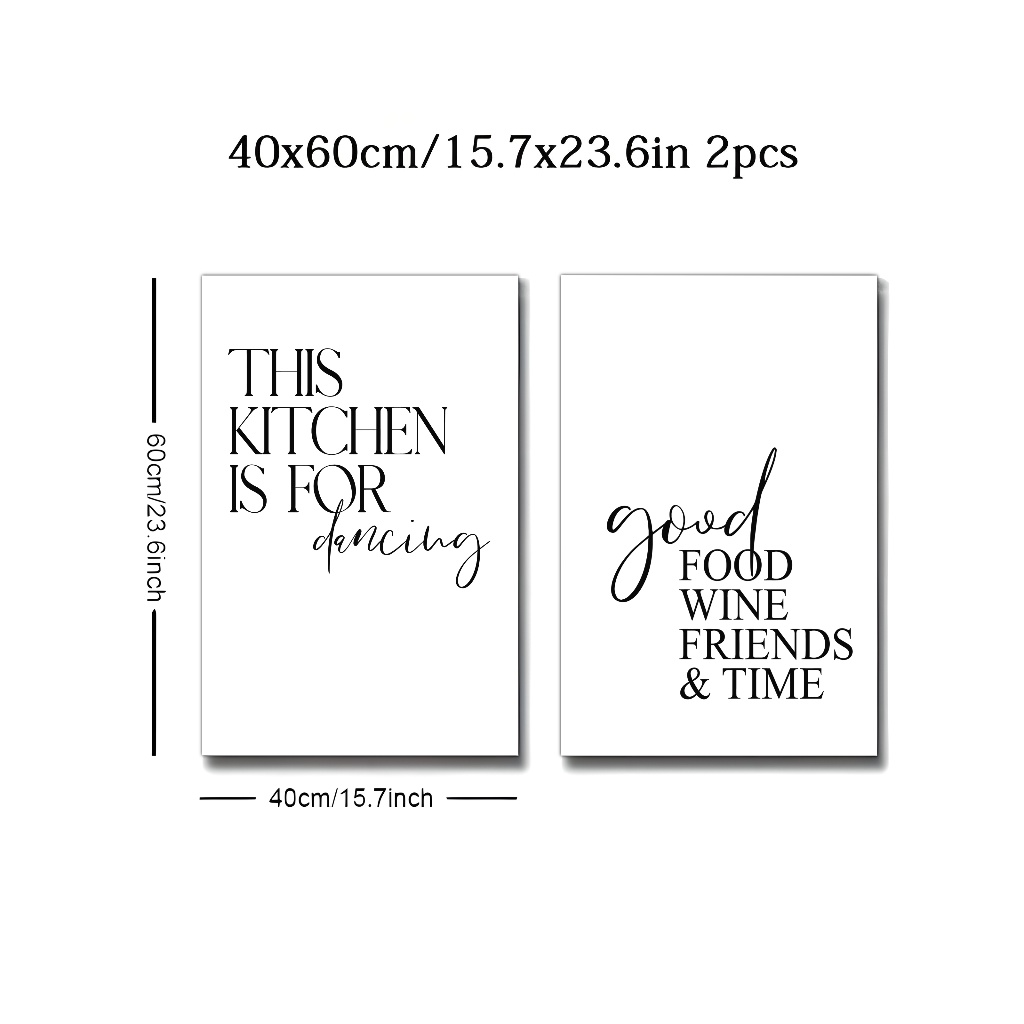 40x60cm/15.7x23.6in 2pcs
60cm/23.6inch
THIS
KITCHEN
IS FOR
dancing
good
FOOD
WINE
FRIENDS
& TIME
40cm/15.7inch